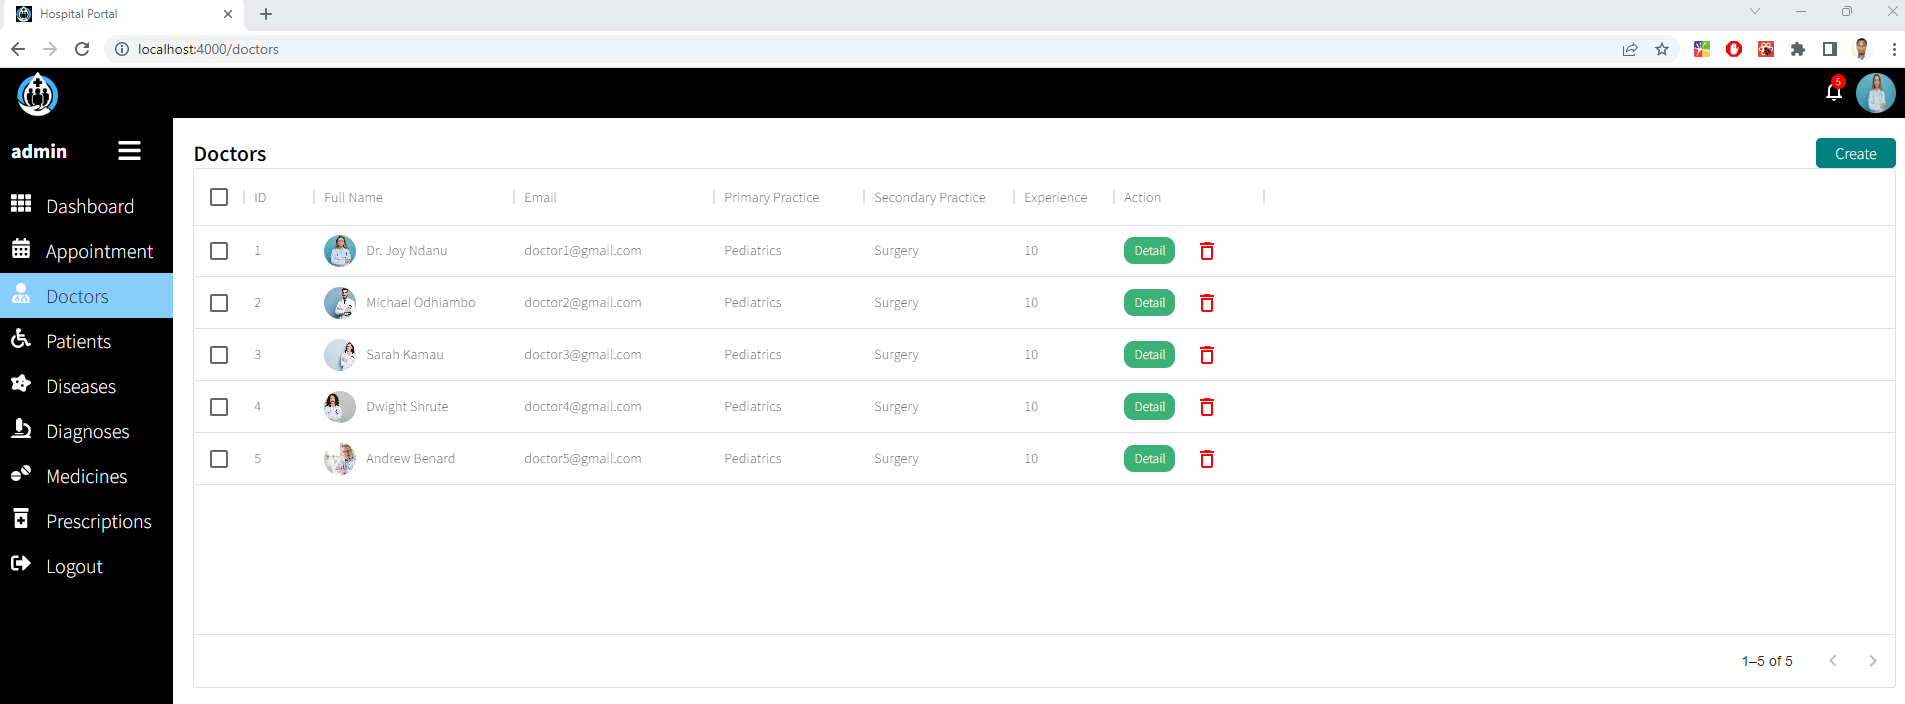 Hospital Portal
localhost:4000/doctors
5
admin
Doctors
Create
Dashboard
Appointment
Doctors
Patients
Diseases
Diagnoses
Medicines
Prescriptions
Logout
ID Full Name Email Primary Practice Secondary Practice Experience Action
1 Dr. Joy Ndanu doctor1@gmail.com Pediatrics Surgery 10 Detail
2 Michael Odhiambo doctor2@gmail.com Pediatrics Surgery 10 Detail
3 Sarah Kamau doctor3@gmail.com Pediatrics Surgery 10 Detail
4 Dwight Shrute doctor4@gmail.com Pediatrics Surgery 10 Detail
5 Andrew Benard doctor5@gmail.com Pediatrics Surgery 10 Detail
1–5 of 5